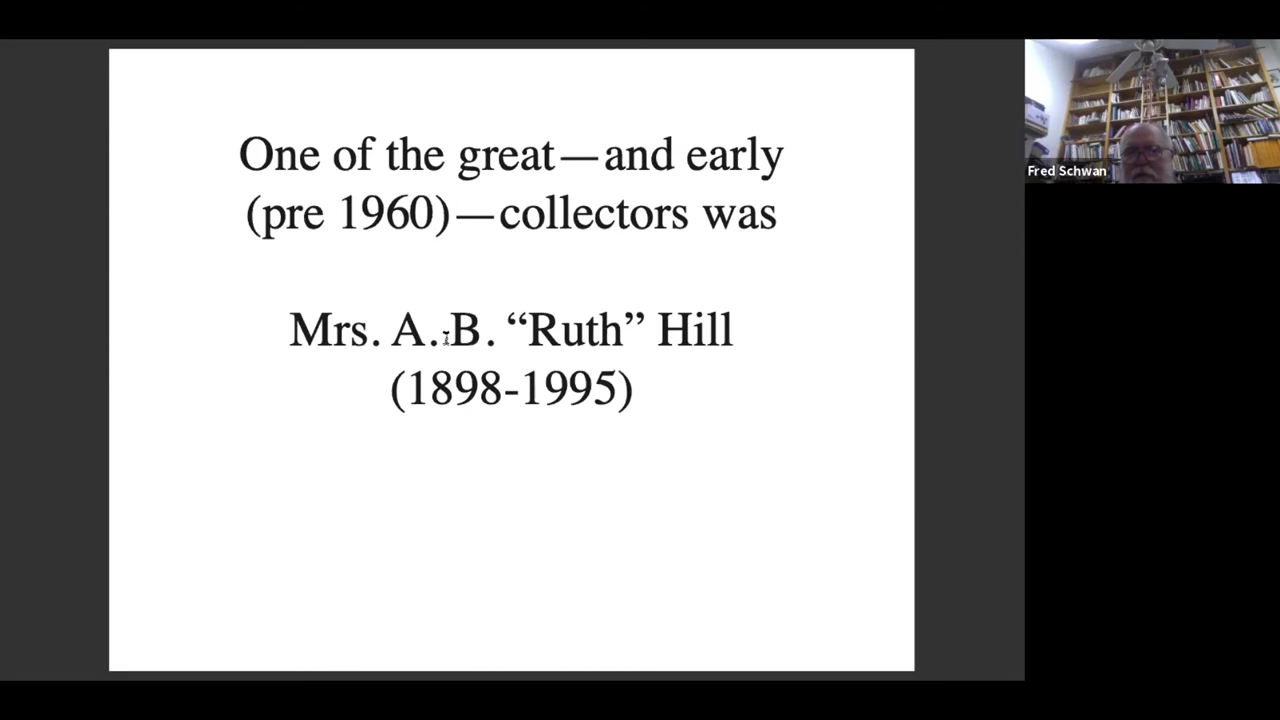 One of the great—and early
(pre 1960)—collectors was
Mrs. A. B. “Ruth” Hill
(1898-1995)
Fred Schwan